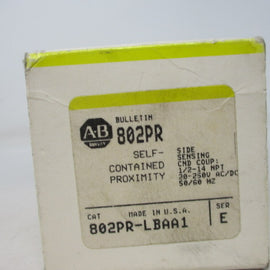 BULLETIN
A-B
QUALITY
802PR
SELF-
CONTAINED
PROXIMITY
SIDE
SENSING
CND COUP:
1/2-14 NPT
20-250V AC/DC
50/60 HZ
CAT
MADE IN U.S.A.
802PR-LBAA1
SER
E